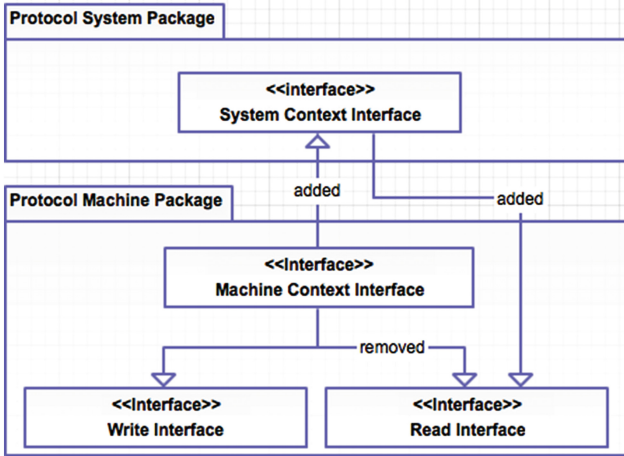 Protocol System Package
<<interface>>
System Context Interface
added
added
Protocol Machine Package
<<Interface>>
Machine Context Interface
removed
<<Interface>>
Write Interface
<<Interface>>
Read Interface